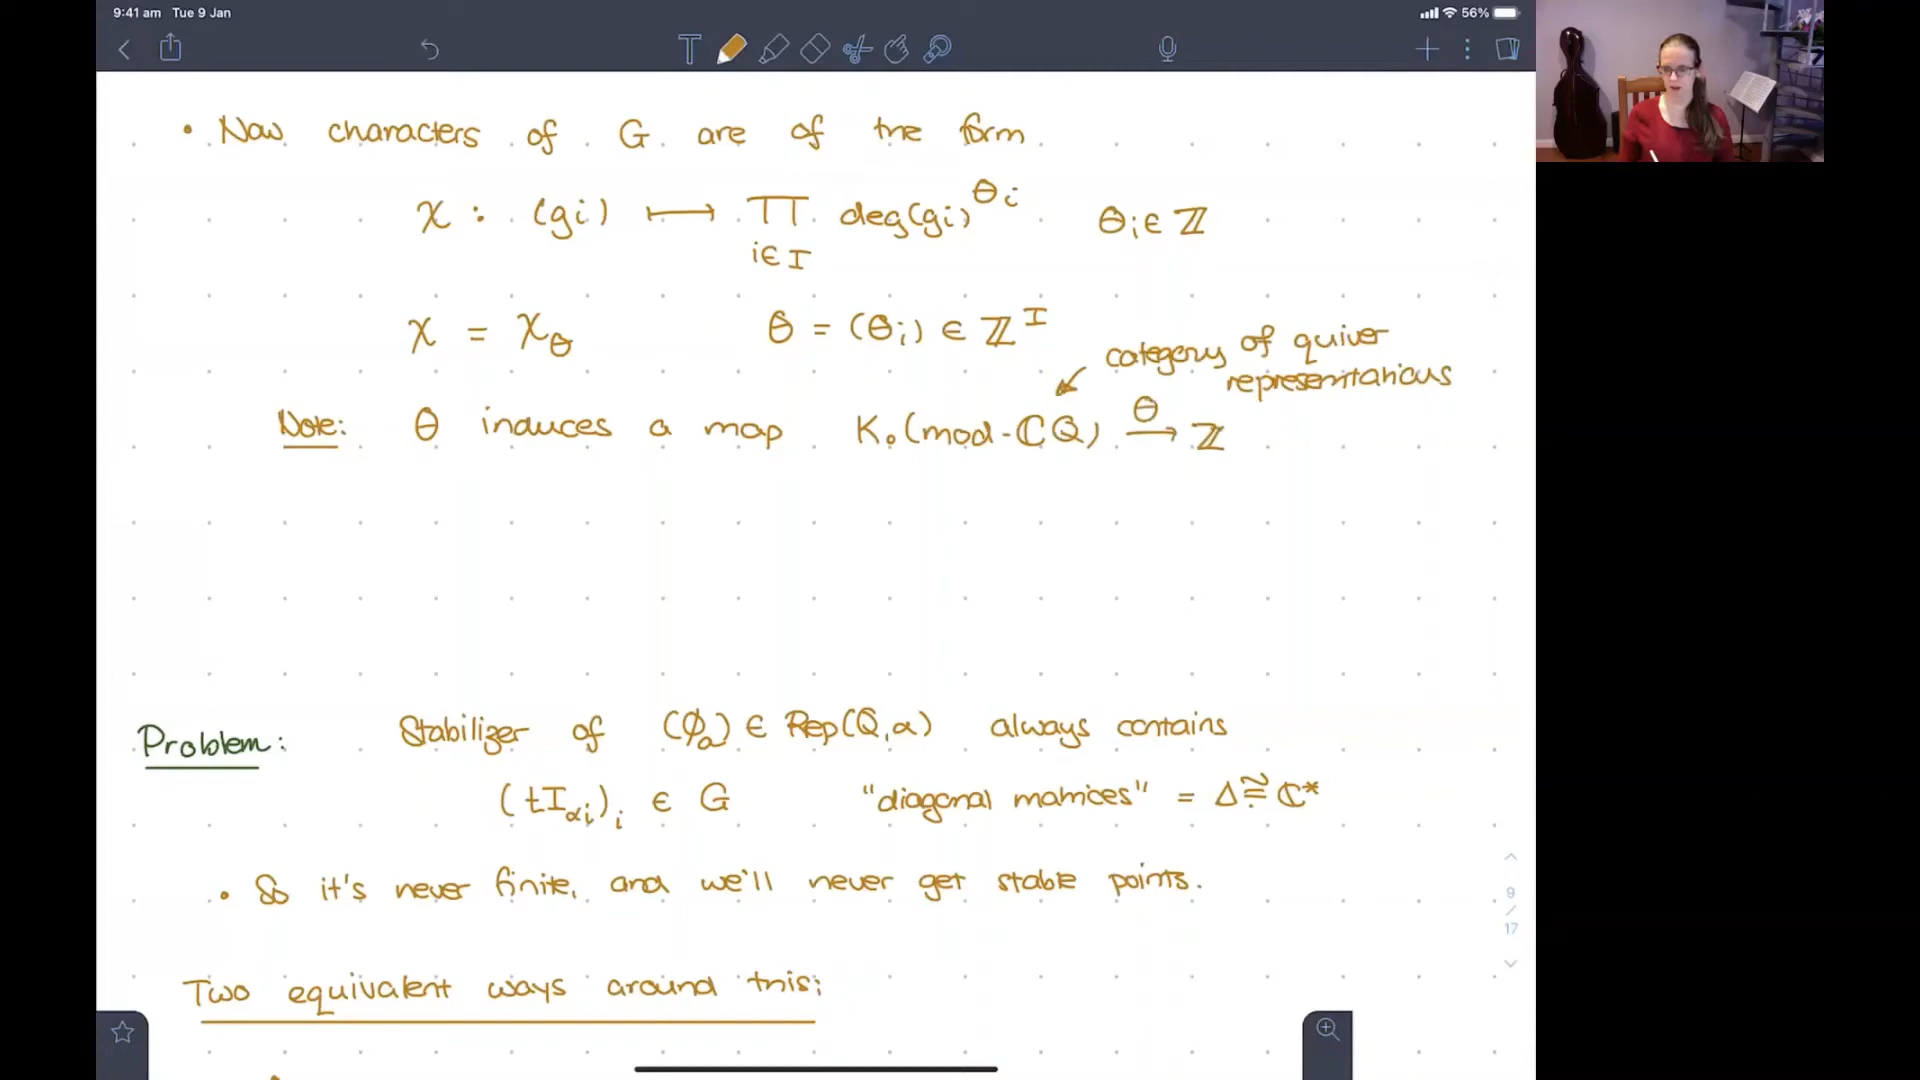 9:41 am Tue 9 Jan
56%
• Now characters of G are of the form
χ : (gi) ⟼ ∏ deg(gi)^θi θi ∈ ℤ
i∈I
χ = χ_θ θ = (θi) ∈ ℤ^I
category of quiver
representations
Note: θ induces a map K₀(mod-ℂQ) →^θ ℤ
Problem: Stabilizer of (ϕ_a) ∈ Rep(Q,α) always contains
(tI_αi)_i ∈ G "diagonal matrices" = Δ ≅ ℂ*
• So it's never finite, and we'll never get stable points.
9
/
17
Two equivalent ways around this: